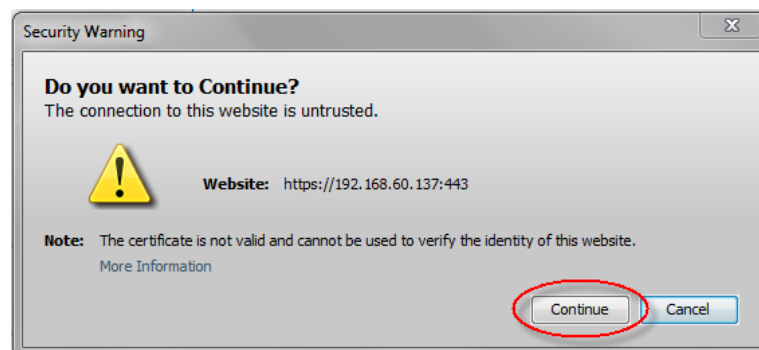 Security Warning
Do you want to Continue?
The connection to this website is untrusted.
Website: https://192.168.60.137:443
Note: The certificate is not valid and cannot be used to verify the identity of this website.
More Information
Continue Cancel